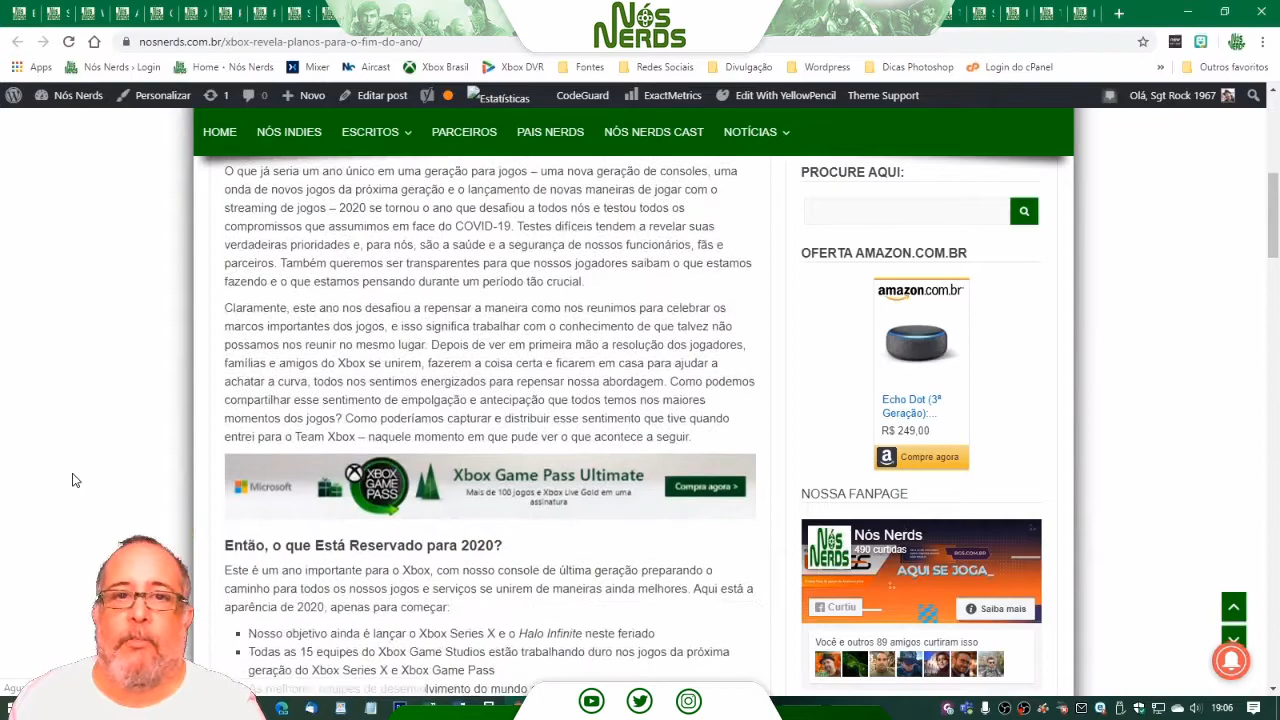 Nós
NERDS
nosnerds.com.br/xbox-revela-planos-para-o-fim-do-ano/
Apps
Nós Nerds › Login
Home - Nós Nerds
Mixer
Aircast
Xbox Brasil
Xbox DVR
Fontes
Redes Sociais
Divulgação
Wordpress
Dicas Photoshop
Login do cPanel
»
Outros favoritos
Nós Nerds
Personalizar
1
0
Novo
Editar post
Estatísticas
CodeGuard
ExactMetrics
Edit With YellowPencil
Theme Support
Olá, Sgt Rock 1967
HOME
NÓS INDIES
ESCRITOS
PARCEIROS
PAIS NERDS
NÓS NERDS CAST
NOTÍCIAS
O que já seria um ano único em uma geração para jogos – uma nova geração de consoles, uma
onda de novos jogos da próxima geração e o lançamento de novas maneiras de jogar com o
streaming de jogos – 2020 se tornou o ano que desafiou a todos nós e testou todos os
compromissos que assumimos em face do COVID-19. Testes difíceis tendem a revelar suas
verdadeiras prioridades e, para nós, são a saúde e a segurança de nossos funcionários, fãs e
parceiros. Também queremos ser transparentes para que nossos jogadores saibam o que estamos
fazendo e o que estamos pensando durante um período tão crucial.
Claramente, este ano nos desafiou a repensar a maneira como nos reunimos para celebrar os
marcos importantes dos jogos, e isso significa trabalhar com o conhecimento de que talvez não
possamos nos reunir no mesmo lugar. Depois de ver em primeira mão a resolução dos jogadores,
famílias e amigos do Xbox se unirem, fazerem a coisa certa e ficarem em casa para ajudar a
achatar a curva, todos nos sentimos energizados para repensar nossa abordagem. Como podemos
compartilhar esse sentimento de empolgação e antecipação que todos temos nos maiores
momentos dos jogos? Como poderíamos capturar e distribuir esse sentimento que tive quando
entrei para o Team Xbox – naquele momento em que pude ver o que acontece a seguir.
Microsoft
XBOX
GAME
PASS
Xbox Game Pass Ultimate
Mais de 100 jogos e Xbox Live Gold em uma
assinatura
Compre agora >
Então, o que Está Reservado para 2020?
Este é um ano importante para o Xbox, com nosso console de última geração preparando o
caminho para todos os nossos jogos e serviços se unirem de maneiras ainda melhores. Aqui está a
aparência de 2020, apenas para começar:
Nosso objetivo ainda é lançar o Xbox Series X e o Halo Infinite neste feriado
Todas as 15 equipes do Xbox Game Studios estão trabalhando duro nos jogos da próxima
geração do Xbox Series X e Xbox Game Pass
melhores equipes de desenvolvimento do mundo
PROCURE AQUI:
OFERTA AMAZON.COM.BR
amazon.com.br
Echo Dot (3ª
Geração):...
R$ 249,00
Compre agora
NOSSA FANPAGE
Nós
NERDS
Nós Nerds
490 curtidas
BGS.COM.BR
AQUI SE JOGA_
Curtiu
Saiba mais
Você e outros 89 amigos curtiram isso
19:06